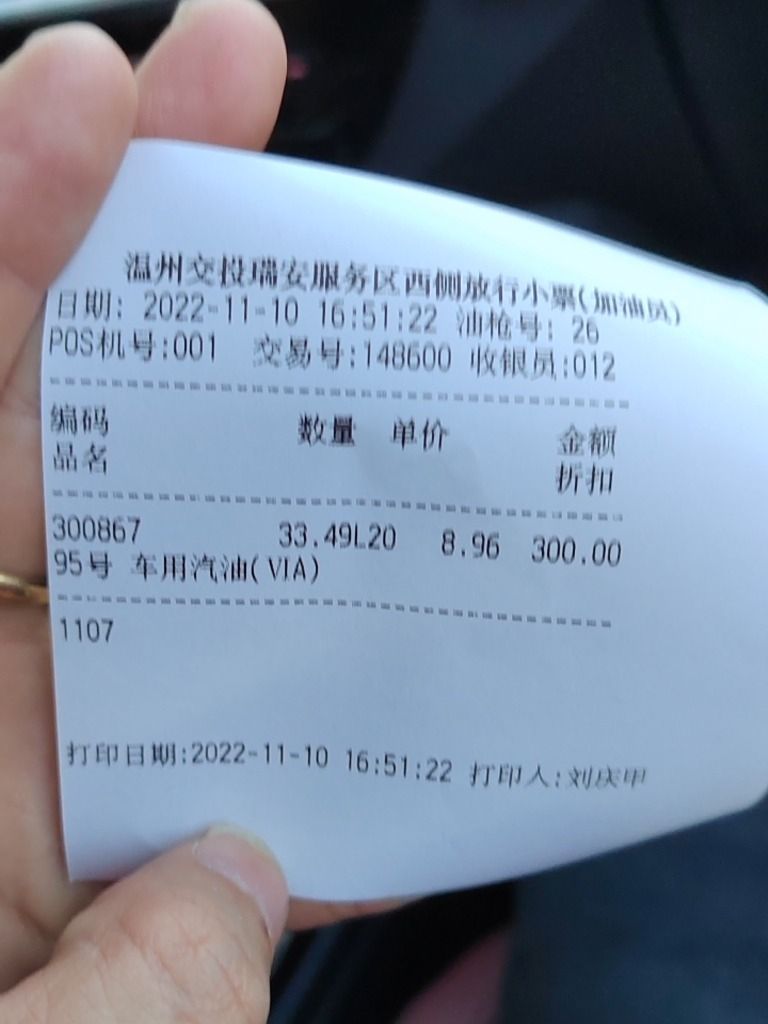 温州交投瑞安服务区西侧放行小票(加油员)
日期: 2022-11-10 16:51:22 油枪号: 26
POS机号:001 交易号:148600 收银员:012
编码 数量 单价 金额
品名 折扣
300867 33.49L20 8.96 300.00
95号 车用汽油(VIA)
1107
打印日期:2022-11-10 16:51:22 打印人:刘庆甲